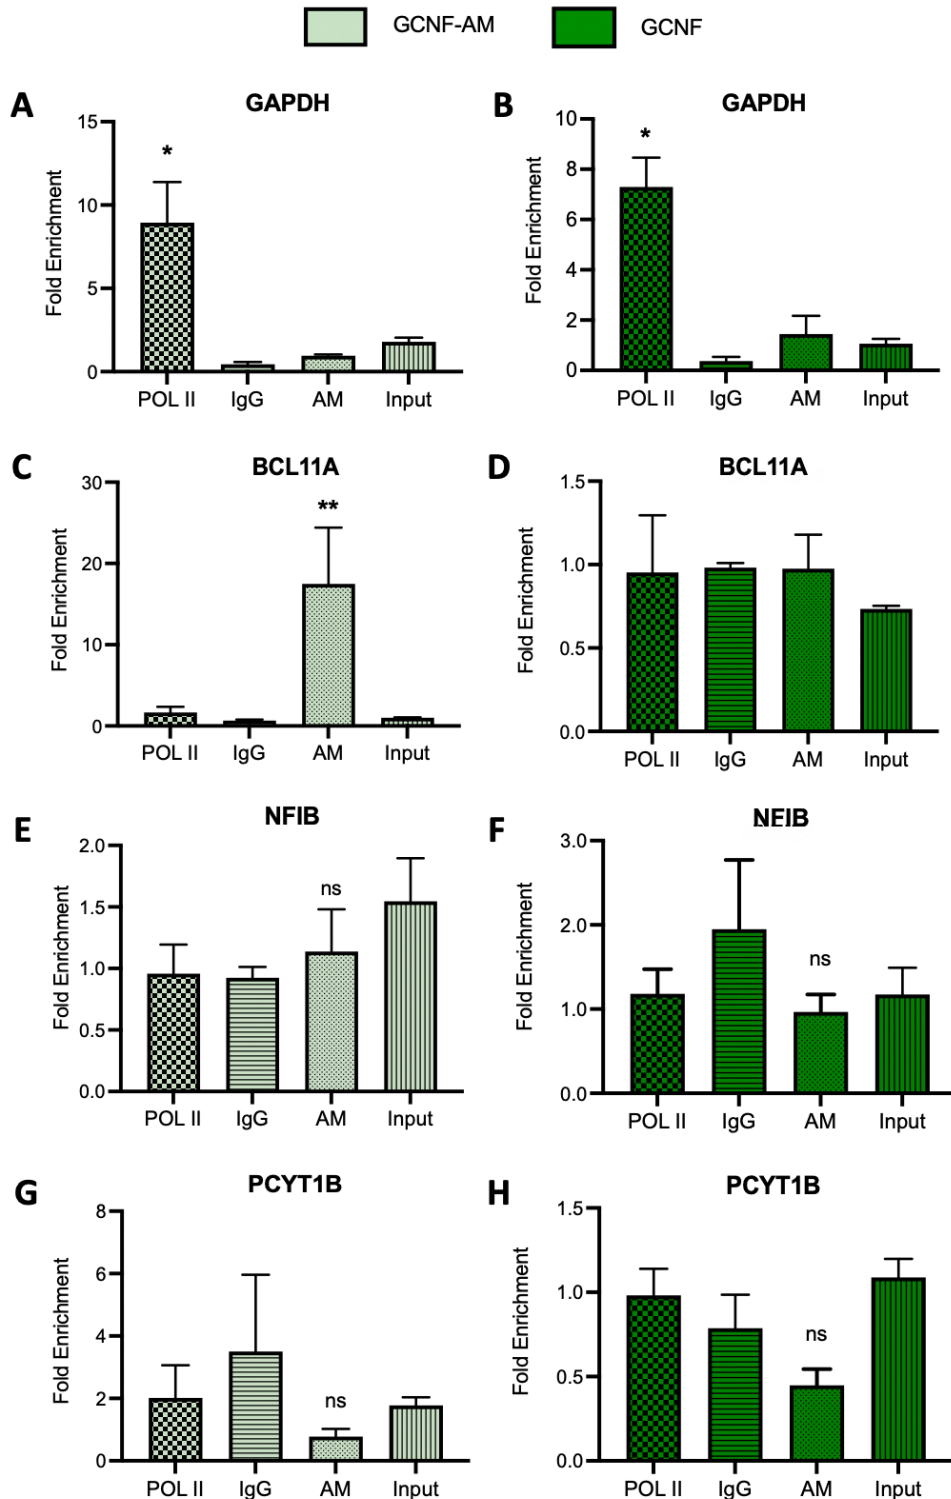 GCNF-AM GCNF
A GAPDH
Fold Enrichment
15
10
5
0
*
POL II IgG AM Input
B GAPDH
Fold Enrichment
10
8
6
4
2
0
*
POL II IgG AM Input
C BCL11A
Fold Enrichment
30
20
10
0
**
POL II IgG AM Input
D BCL11A
Fold Enrichment
1.5
1.0
0.5
0.0
POL II IgG AM Input
E NFIB
Fold Enrichment
2.0
1.5
1.0
0.5
0.0
ns
POL II IgG AM Input
F NFIB
Fold Enrichment
3.0
2.0
1.0
0.0
ns
POL II IgG AM Input
G PCYT1B
Fold Enrichment
8
6
4
2
0
ns
POL II IgG AM Input
H PCYT1B
Fold Enrichment
1.5
1.0
0.5
0.0
ns
POL II IgG AM Input